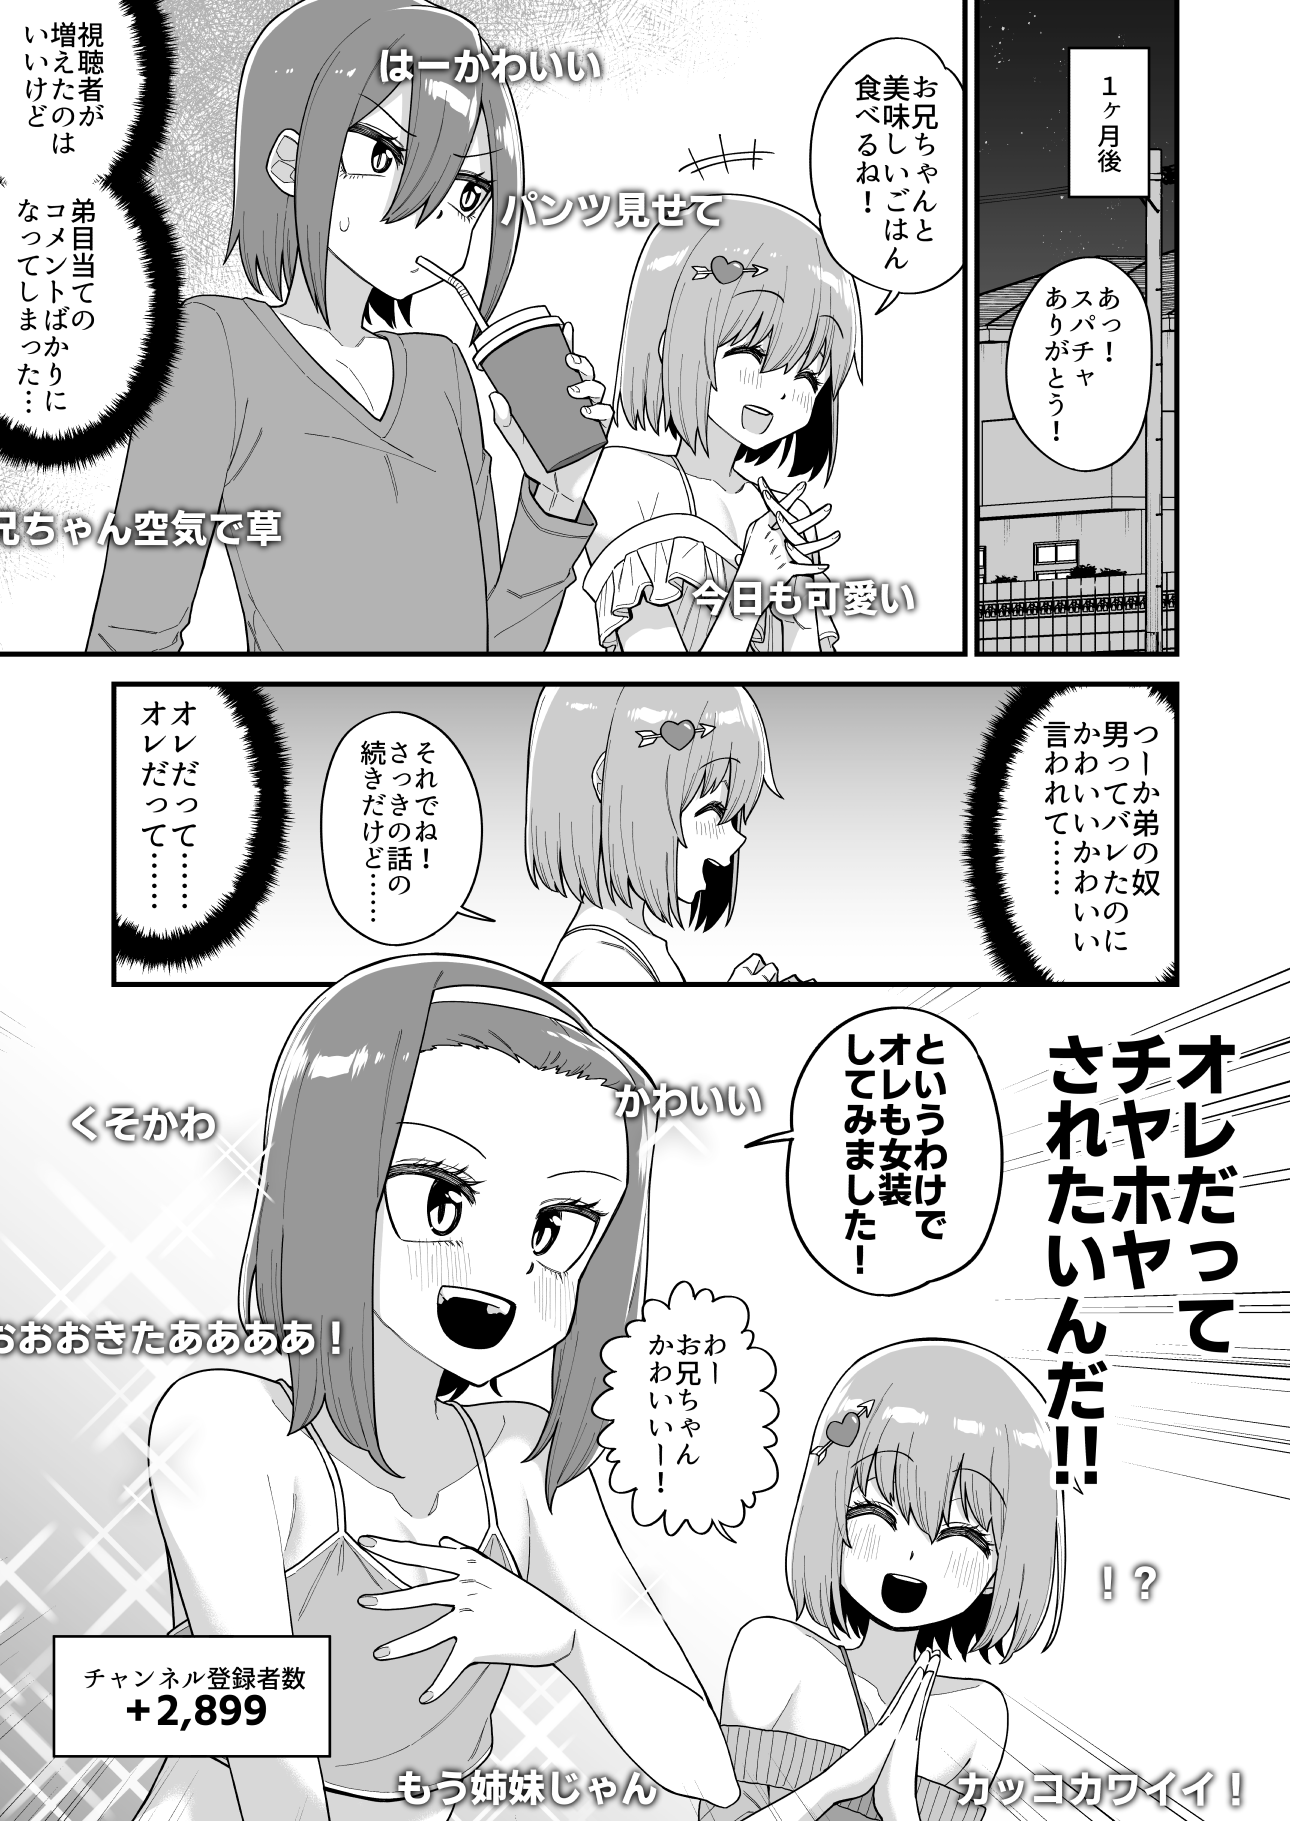 1ヶ月後
あっ！
スパチャ
ありがとう！
お兄ちゃんと
美味しいごはん
食べるね！
はーかわいい
パンツ見せて
視聴者が
増えたのは
いいけど
弟目当ての
コメントばかりに
なってしまった…
兄ちゃん空気で草
今日も可愛い
つーか弟の奴
男ってバレたのに
かわいいかわいい
言われて……
それでね！
さっきの話の
続きだけど……
オレだって……
オレだって……
オレだって
チヤホヤ
されたいんだ!!
というわけで
オレも女装
してみました！
かわいい
くそかわ
おおおきたああああ！
わー
お兄ちゃん
かわいいー！
！？
チャンネル登録者数
+2,899
もう姉妹じゃん
カッコカワイイ！